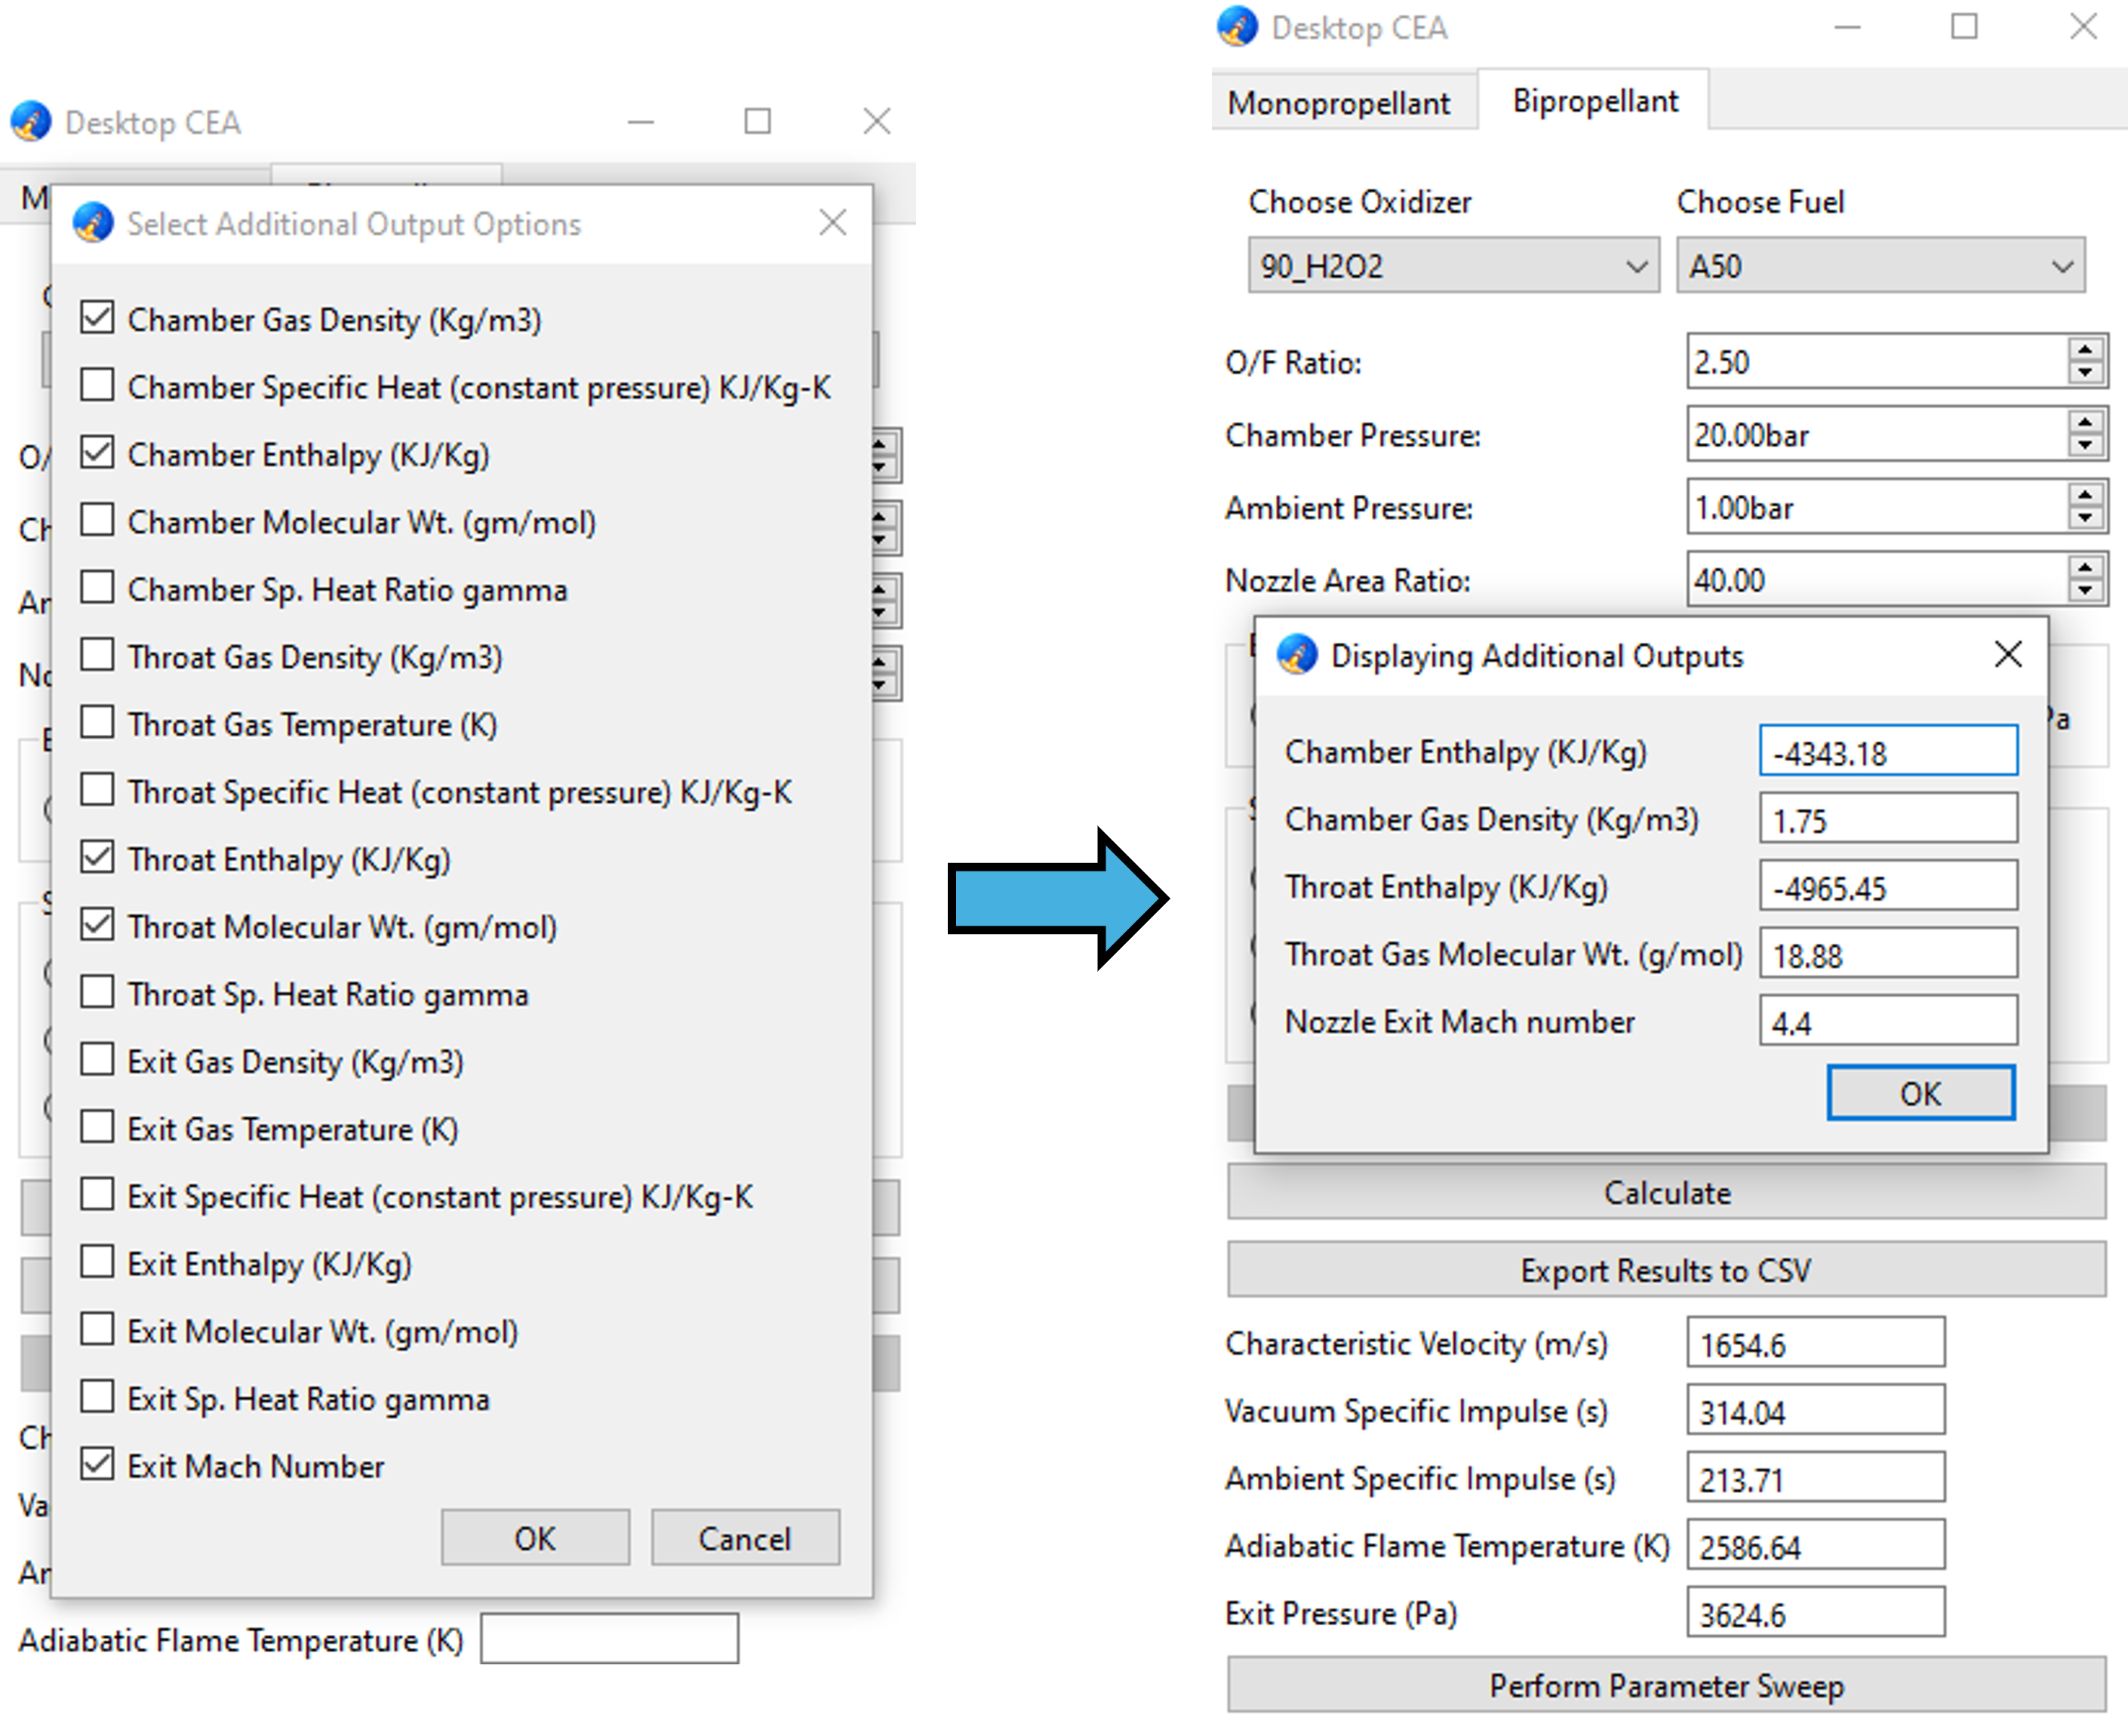 Desktop CEA
M
Select Additional Output Options
Chamber Gas Density (Kg/m3)
Chamber Specific Heat (constant pressure) KJ/Kg-K
Chamber Enthalpy (KJ/Kg)
Chamber Molecular Wt. (gm/mol)
Chamber Sp. Heat Ratio gamma
Throat Gas Density (Kg/m3)
Throat Gas Temperature (K)
Throat Specific Heat (constant pressure) KJ/Kg-K
Throat Enthalpy (KJ/Kg)
Throat Molecular Wt. (gm/mol)
Throat Sp. Heat Ratio gamma
Exit Gas Density (Kg/m3)
Exit Gas Temperature (K)
Exit Specific Heat (constant pressure) KJ/Kg-K
Exit Enthalpy (KJ/Kg)
Exit Molecular Wt. (gm/mol)
Exit Sp. Heat Ratio gamma
Exit Mach Number
OK Cancel
O/
Ch
Ar
No
Ch
Va
Ar
Adiabatic Flame Temperature (K)
Desktop CEA
Monopropellant Bipropellant
Choose Oxidizer Choose Fuel
90_H2O2 A50
O/F Ratio: 2.50
Chamber Pressure: 20.00bar
Ambient Pressure: 1.00bar
Nozzle Area Ratio: 40.00
Displaying Additional Outputs
Pa
Chamber Enthalpy (KJ/Kg) -4343.18
Chamber Gas Density (Kg/m3) 1.75
Throat Enthalpy (KJ/Kg) -4965.45
Throat Gas Molecular Wt. (g/mol) 18.88
Nozzle Exit Mach number 4.4
OK
Calculate
Export Results to CSV
Characteristic Velocity (m/s) 1654.6
Vacuum Specific Impulse (s) 314.04
Ambient Specific Impulse (s) 213.71
Adiabatic Flame Temperature (K) 2586.64
Exit Pressure (Pa) 3624.6
Perform Parameter Sweep